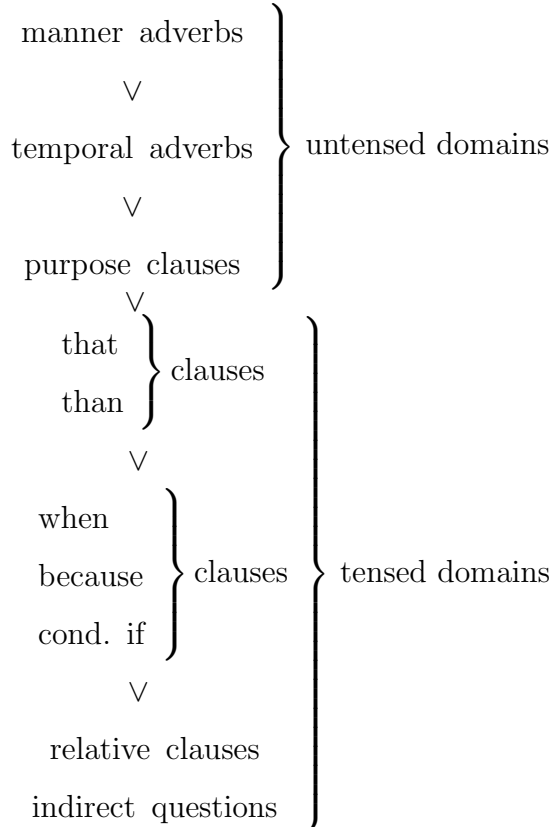 manner adverbs
∨
temporal adverbs
untensed domains
∨
purpose clauses
∨
that
than
clauses
∨
when
because
cond. if
clauses
tensed domains
∨
relative clauses
indirect questions